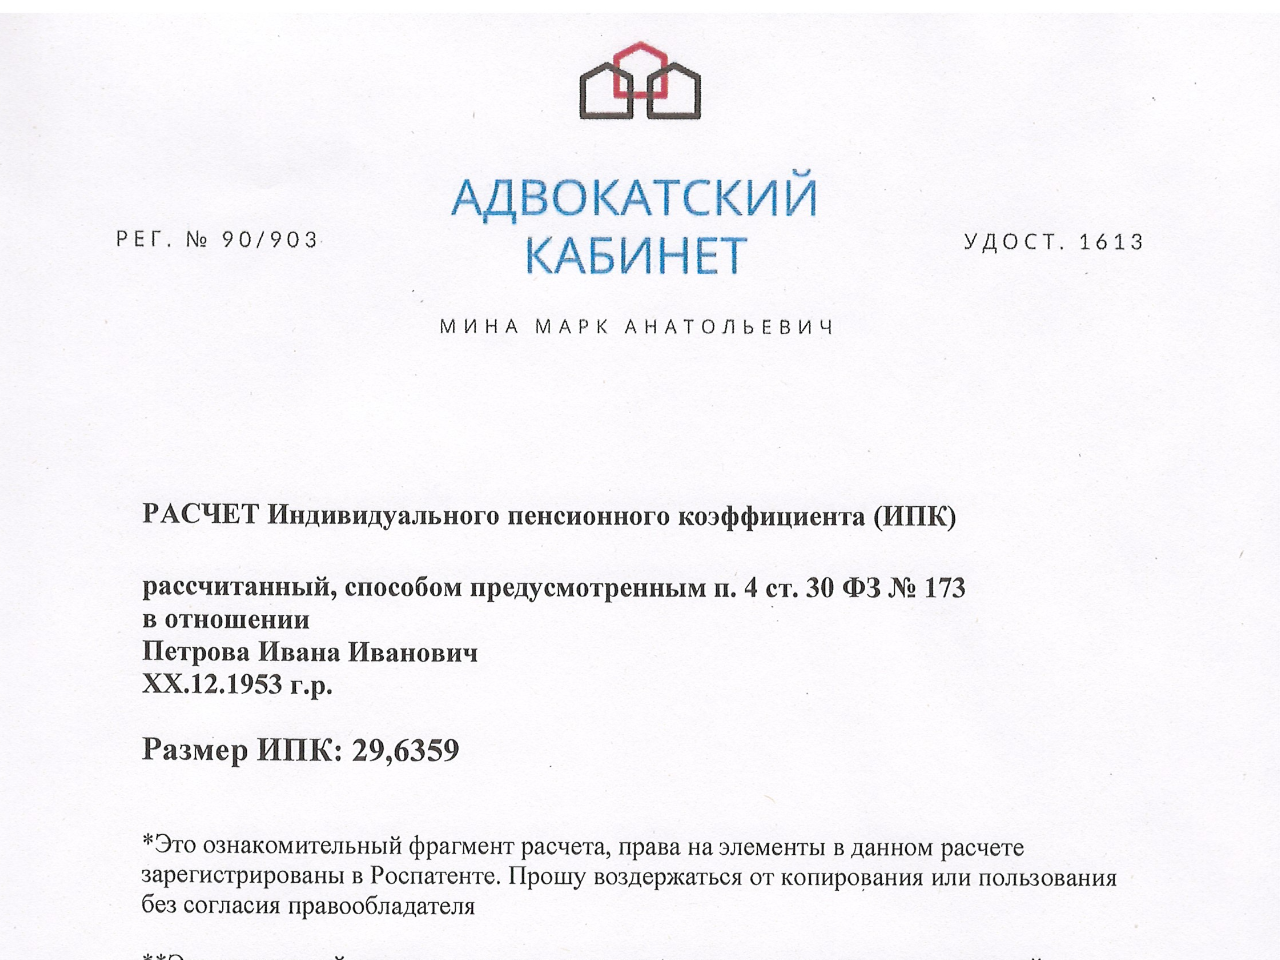 АДВОКАТСКИЙ
КАБИНЕТ
РЕГ. № 90/903
УДОСТ. 1613
МИНА МАРК АНАТОЛЬЕВИЧ
РАСЧЕТ Индивидуального пенсионного коэффициента (ИПК)
рассчитанный, способом предусмотренным п. 4 ст. 30 ФЗ № 173
в отношении
Петрова Ивана Иванович
ХХ.12.1953 г.р.
Размер ИПК: 29,6359
*Это ознакомительный фрагмент расчета, права на элементы в данном расчете
зарегистрированы в Роспатенте. Прошу воздержаться от копирования или пользования
без согласия правообладателя